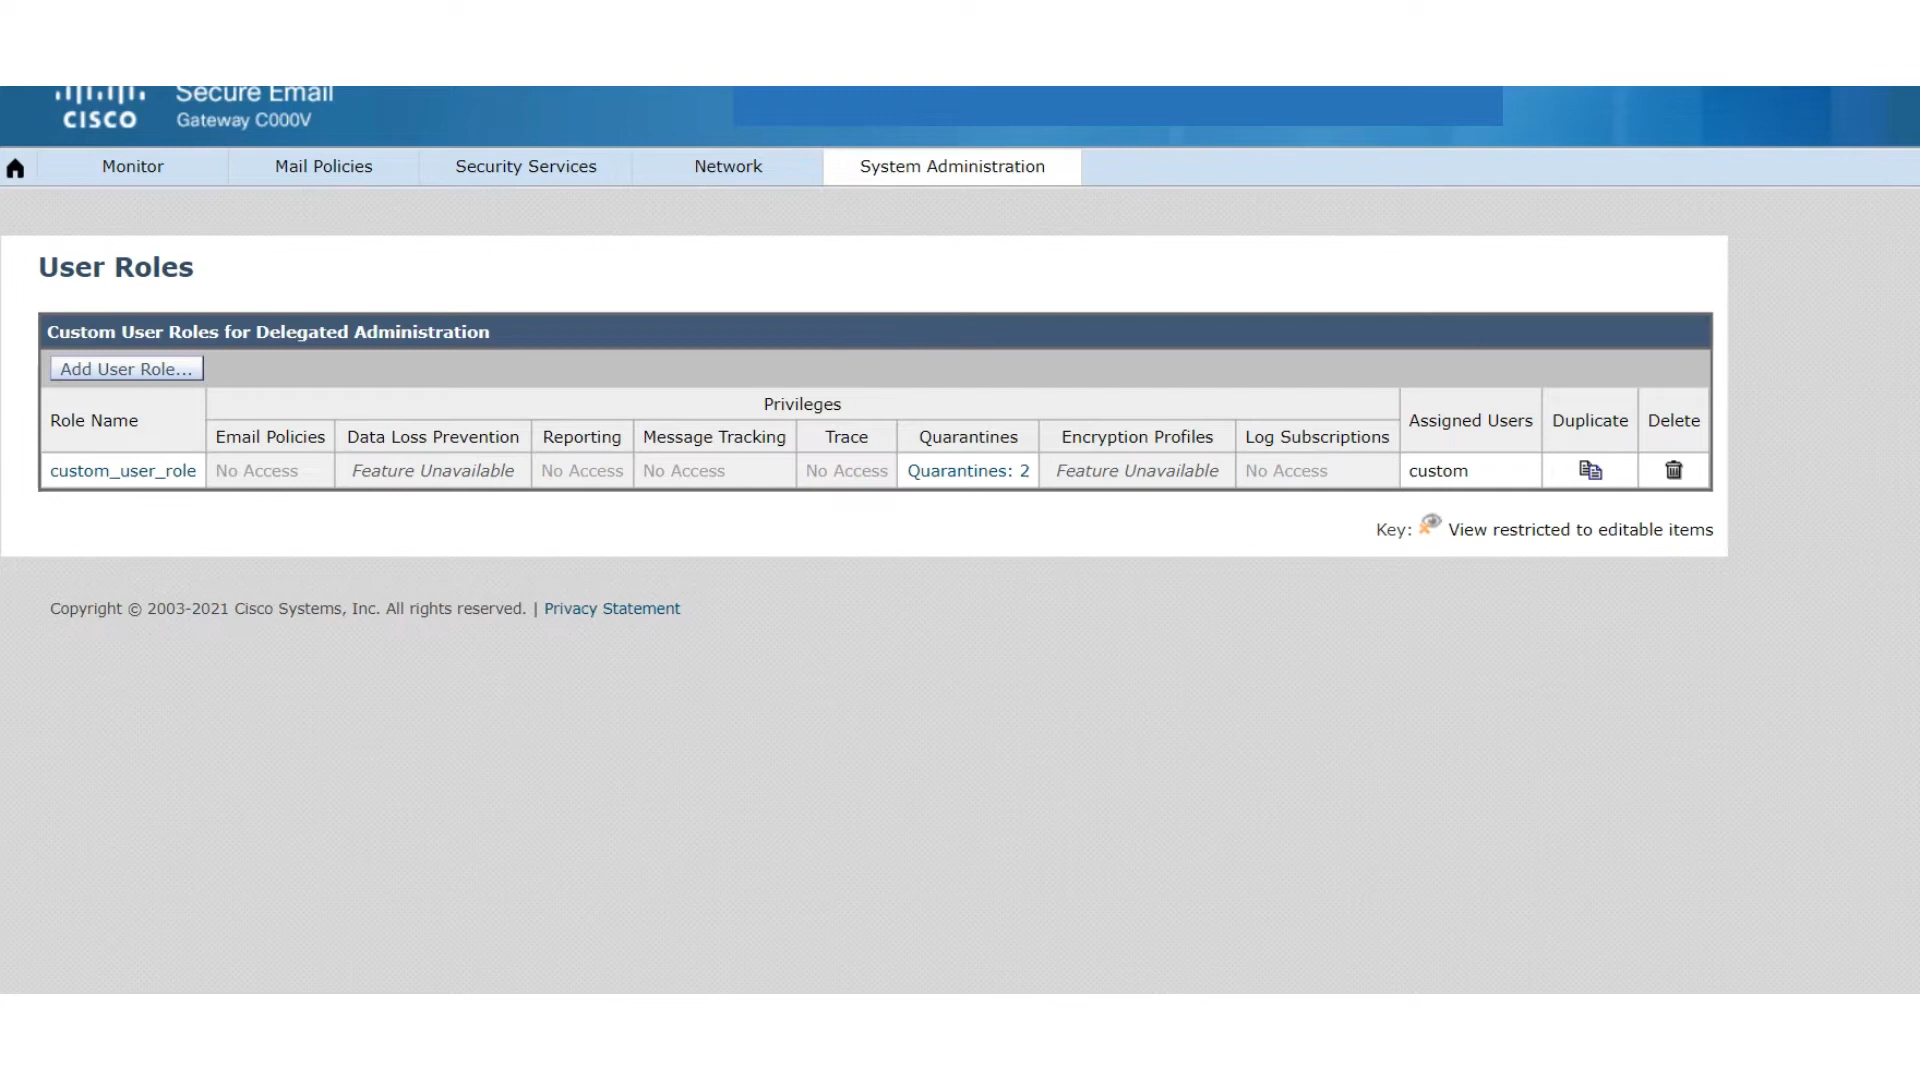 Secure Email
CISCO Gateway C000V
Monitor Mail Policies Security Services Network System Administration
User Roles
Custom User Roles for Delegated Administration
Add User Role...
Role Name Privileges Assigned Users Duplicate Delete
Email Policies Data Loss Prevention Reporting Message Tracking Trace Quarantines Encryption Profiles Log Subscriptions
custom_user_role No Access Feature Unavailable No Access No Access No Access Quarantines: 2 Feature Unavailable No Access custom
Key: View restricted to editable items
Copyright © 2003-2021 Cisco Systems, Inc. All rights reserved. | Privacy Statement